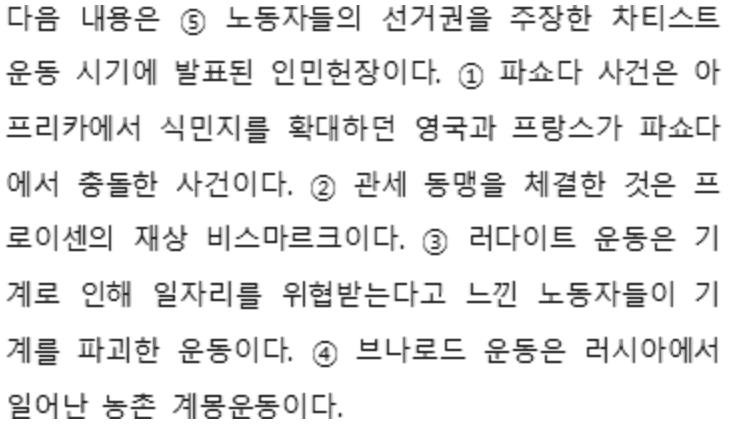 다음 내용은 ⑤ 노동자들의 선거권을 주장한 차티스트
운동 시기에 발표된 인민헌장이다. ① 파쇼다 사건은 아
프리카에서 식민지를 확대하던 영국과 프랑스가 파쇼다
에서 충돌한 사건이다. ② 관세 동맹을 체결한 것은 프
로이센의 재상 비스마르크이다. ③ 러다이트 운동은 기
계로 인해 일자리를 위협받는다고 느낀 노동자들이 기
계를 파괴한 운동이다. ④ 브나로드 운동은 러시아에서
일어난 농촌 계몽운동이다.